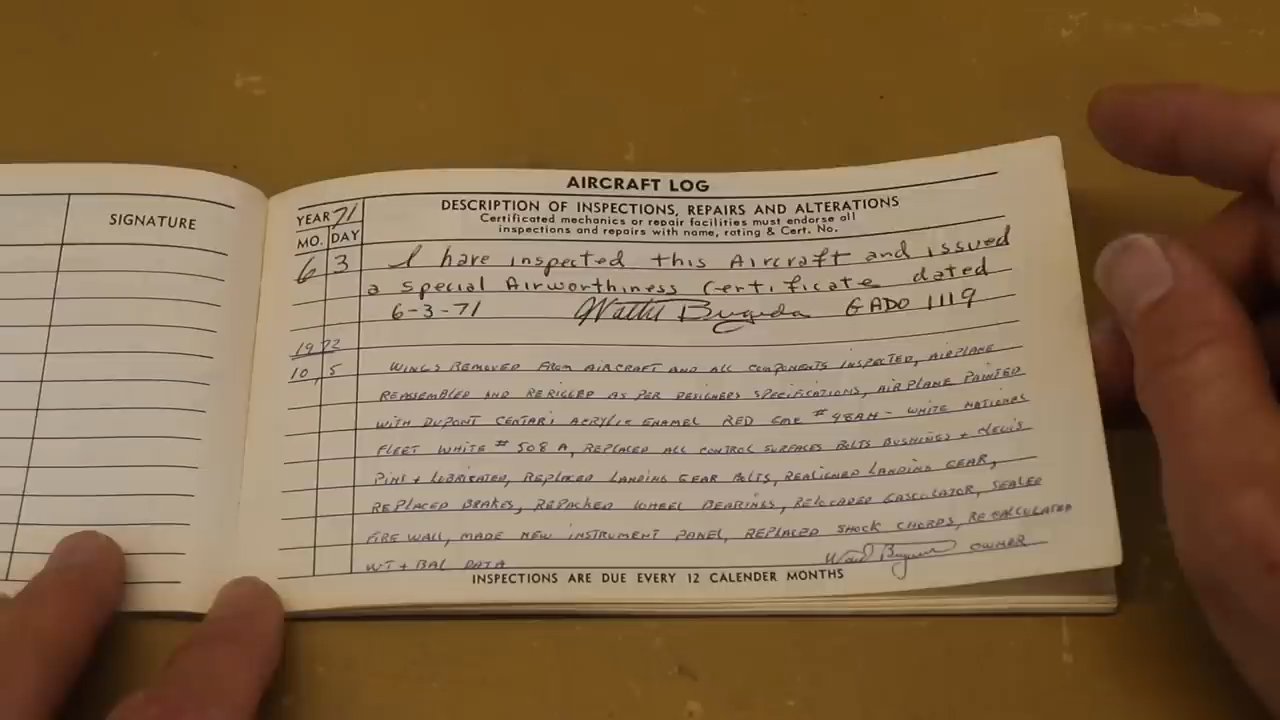 SIGNATURE
AIRCRAFT LOG
YEAR 71
MO. DAY
DESCRIPTION OF INSPECTIONS, REPAIRS AND ALTERATIONS
Certificated mechanics or repair facilities must endorse all
inspections and repairs with name, rating & Cert. No.
6 3 I have inspected this Aircraft and issued
a special Airworthiness Certificate dated
6-3-71 GADO 1119
1972
10 5 WINGS REMOVED FROM AIRCRAFT AND ALL COMPONENTS INSPECTED, AIRPLANE
REASSEMBLED AND RERIGGED AS PER DESIGNERS SPECIFICATIONS, AIRPLANE PAINTED
WITH DUPONT CENTARI ACRYLIC ENAMEL RED # WHITE NATIONAL
FLEET WHITE # 508 A, REPLACED ALL CONTROL SURFACES BOLTS BUSHINGS + CLEVIS
PINS + LUBRICATED, REPLACED LANDING GEAR BOLTS, REALIGNED LANDING GEAR,
REPLACED BRAKES, REPACKED WHEEL BEARINGS, RELOCATED GASCOLATOR, SEALED
FIRE WALL, MADE NEW INSTRUMENT PANEL, REPLACED SHOCK CHORDS, RECALCULATED
WT + BAL DATA OWNER
INSPECTIONS ARE DUE EVERY 12 CALENDER MONTHS